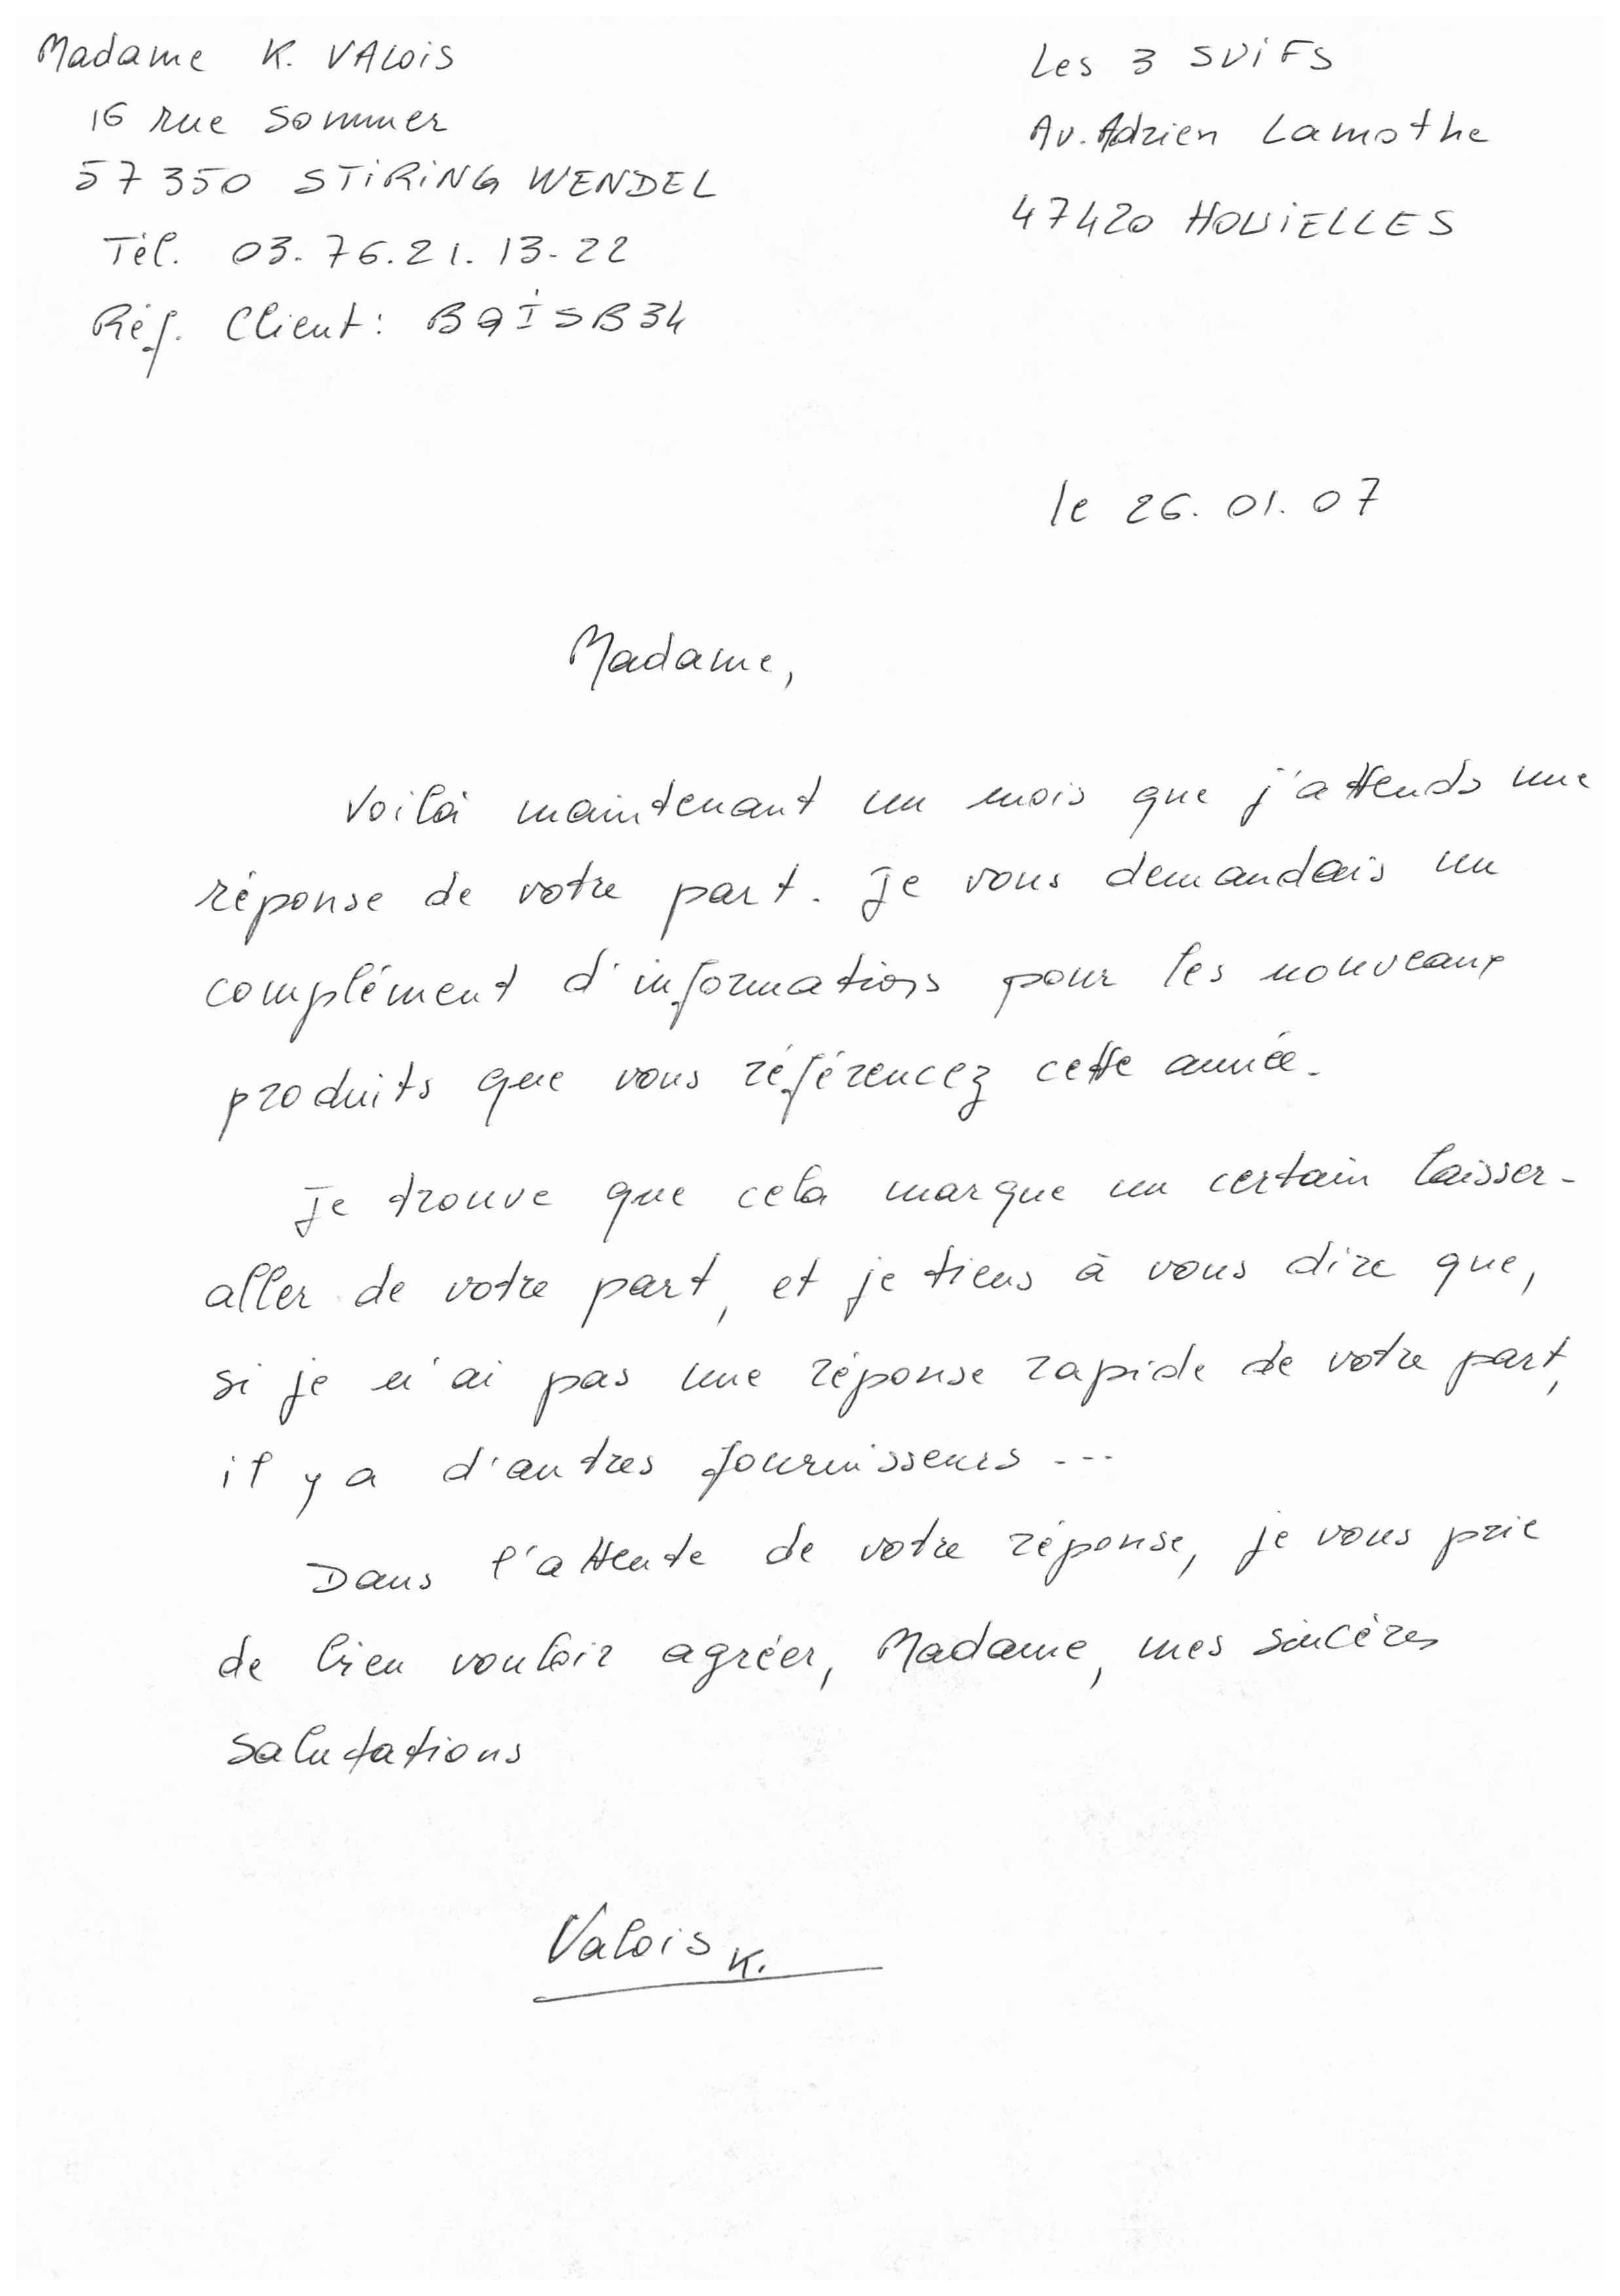 Madame K. VALOIS
16 rue Sommer
57350 STIRING WENDEL
Tél. 03.76.21.13.22
Réf. Client : BQISB34
Les 3 SUIFS
Av. Adrien Lamothe
47420 HOUIELLES
le 26.01.07
Madame,
Voilà maintenant un mois que j'attends une
réponse de votre part. Je vous demandais un
complément d'informations pour les nouveaux
produits que vous référencez cette année.
Je trouve que cela marque un certain laisser-
aller de votre part, et je tiens à vous dire que,
si je n'ai pas une réponse rapide de votre part,
il y a d'autres fournisseurs ...
Dans l'attente de votre réponse, je vous prie
de bien vouloir agréer, Madame, mes sincères
salutations
Valois K.